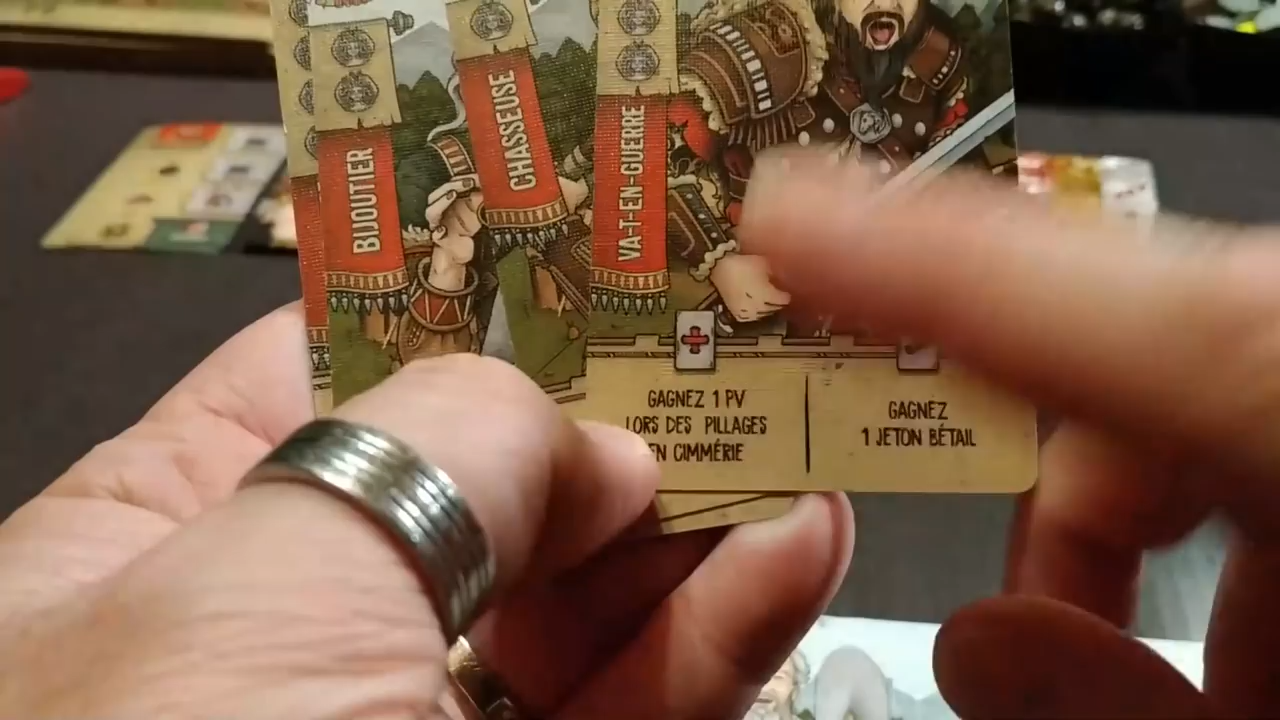 BIJOUTIER
CHASSEUSE
VA-T-EN-GUERRE
GAGNEZ 1 PV
LORS DES PILLAGES
EN CIMMÉRIE
GAGNEZ
1 JETON BÉTAIL